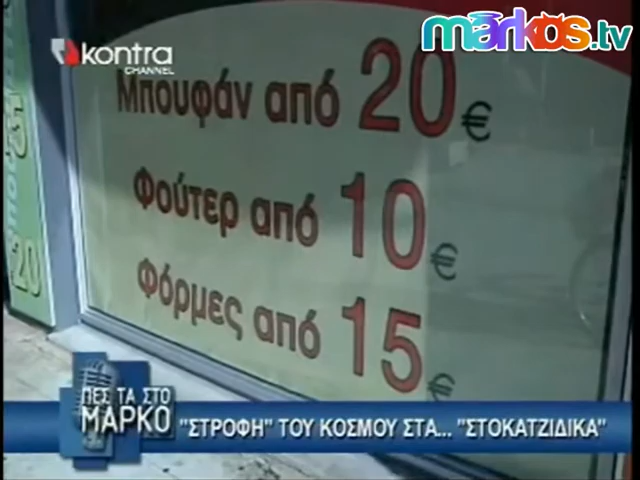 kontra
CHANNEL
markos.tv
Μπουφάν από 20€
Φούτερ από 10€
Φόρμες από 15€
20
ΠΕΣ ΤΑ ΣΤΟ
ΜΑΡΚΟ
"ΣΤΡΟΦΗ" ΤΟΥ ΚΟΣΜΟΥ ΣΤΑ... "ΣΤΟΚΑΤΖΙΔΙΚΑ"